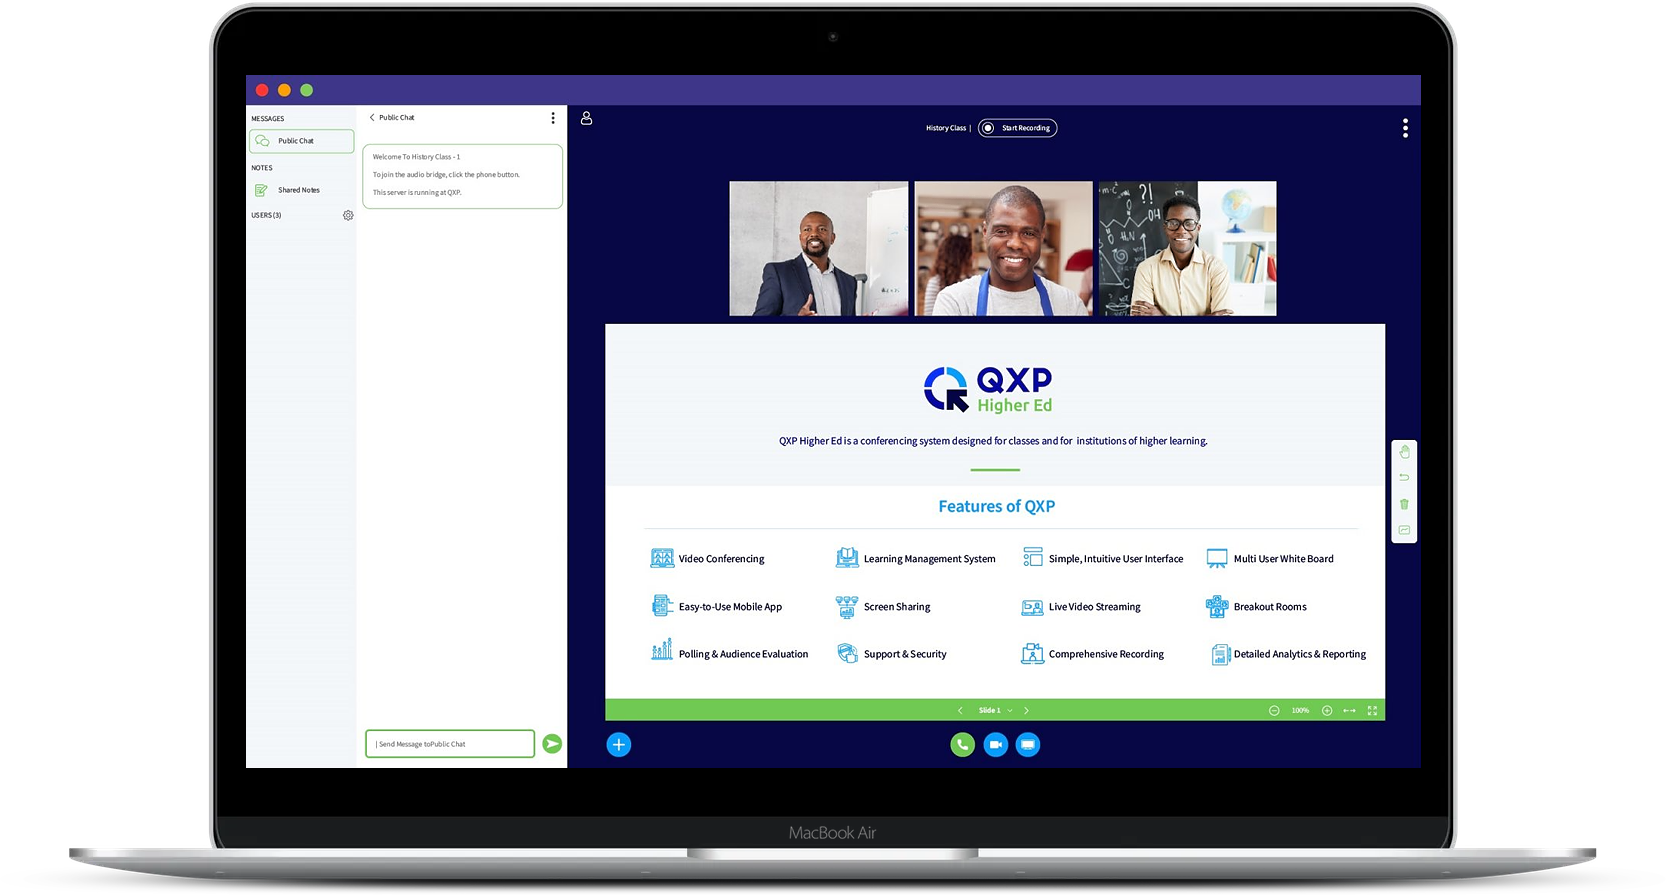 MESSAGES
Public Chat
NOTES
Shared Notes
USERS (3)
Public Chat
Welcome To History Class - 1
To join the audio bridge, click the phone button.
This server is running at QXP.
| Send Message toPublic Chat
History Class |
Start Recording
?!
OH
QXP
Higher Ed
QXP Higher Ed is a conferencing system designed for classes and for institutions of higher learning.
Features of QXP
Video Conferencing
Learning Management System
Simple, Intuitive User Interface
Multi User White Board
Easy-to-Use Mobile App
Screen Sharing
Live Video Streaming
Breakout Rooms
Polling & Audience Evaluation
Support & Security
Comprehensive Recording
Detailed Analytics & Reporting
Slide 1
100%
MacBook Air